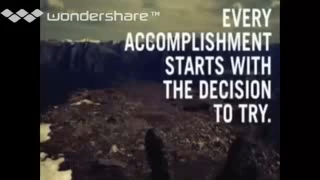 wondershare™
EVERY
ACCOMPLISHMENT
STARTS WITH
THE DECISION
TO TRY.